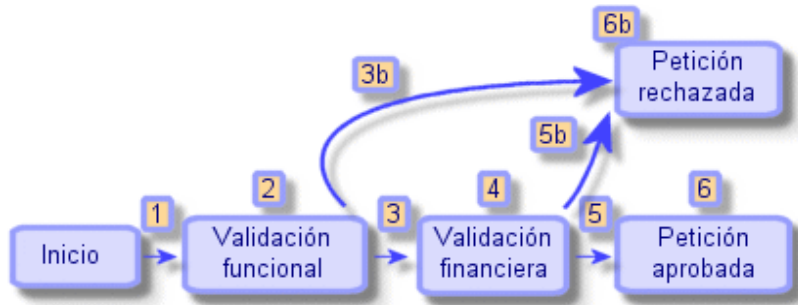 6b
Petición
rechazada
3b
5b
2
4
6
1
3
5
Inicio
Validación
funcional
Validación
financiera
Petición
aprobada